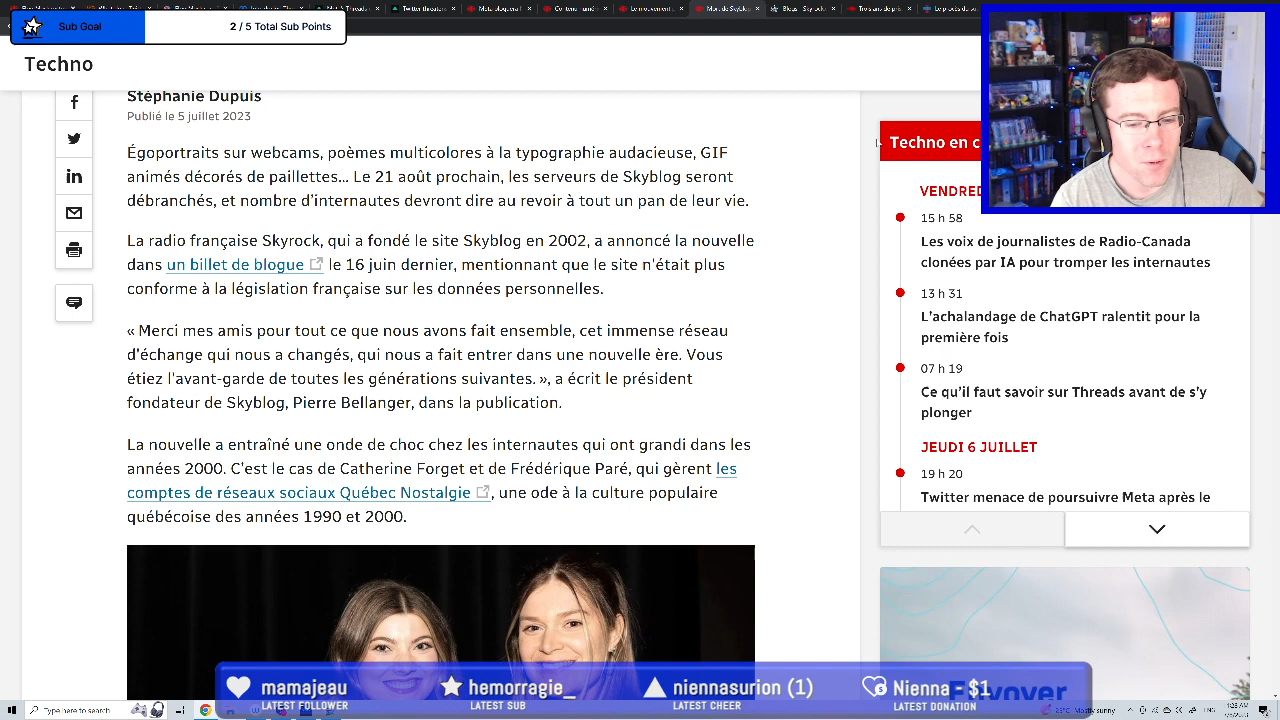 Sub Goal
2 / 5 Total Sub Points
Techno
Stéphanie Dupuis
Publié le 5 juillet 2023
Égoportraits sur webcams, poèmes multicolores à la typographie audacieuse, GIF
animés décorés de paillettes... Le 21 août prochain, les serveurs de Skyblog seront
débranchés, et nombre d’internautes devront dire au revoir à tout un pan de leur vie.
La radio française Skyrock, qui a fondé le site Skyblog en 2002, a annoncé la nouvelle
dans un billet de blogue le 16 juin dernier, mentionnant que le site n’était plus
conforme à la législation française sur les données personnelles.
« Merci mes amis pour tout ce que nous avons fait ensemble, cet immense réseau
d’échange qui nous a changés, qui nous a fait entrer dans une nouvelle ère. Vous
étiez l’avant-garde de toutes les générations suivantes. », a écrit le président
fondateur de Skyblog, Pierre Bellanger, dans la publication.
La nouvelle a entraîné une onde de choc chez les internautes qui ont grandi dans les
années 2000. C’est le cas de Catherine Forget et de Frédérique Paré, qui gèrent les
comptes de réseaux sociaux Québec Nostalgie, une ode à la culture populaire
québécoise des années 1990 et 2000.
Techno en c
VENDRED
15 h 58
Les voix de journalistes de Radio-Canada
clonées par IA pour tromper les internautes
13 h 31
L’achalandage de ChatGPT ralentit pour la
première fois
07 h 19
Ce qu’il faut savoir sur Threads avant de s’y
plonger
JEUDI 6 JUILLET
19 h 20
Twitter menace de poursuivre Meta après le
mamajeau
LATEST FOLLOWER
hemorragie_
LATEST SUB
niennasurion (1)
LATEST CHEER
Nienna $1
LATEST DONATION
Type here to search
Mostly sunny
ENG